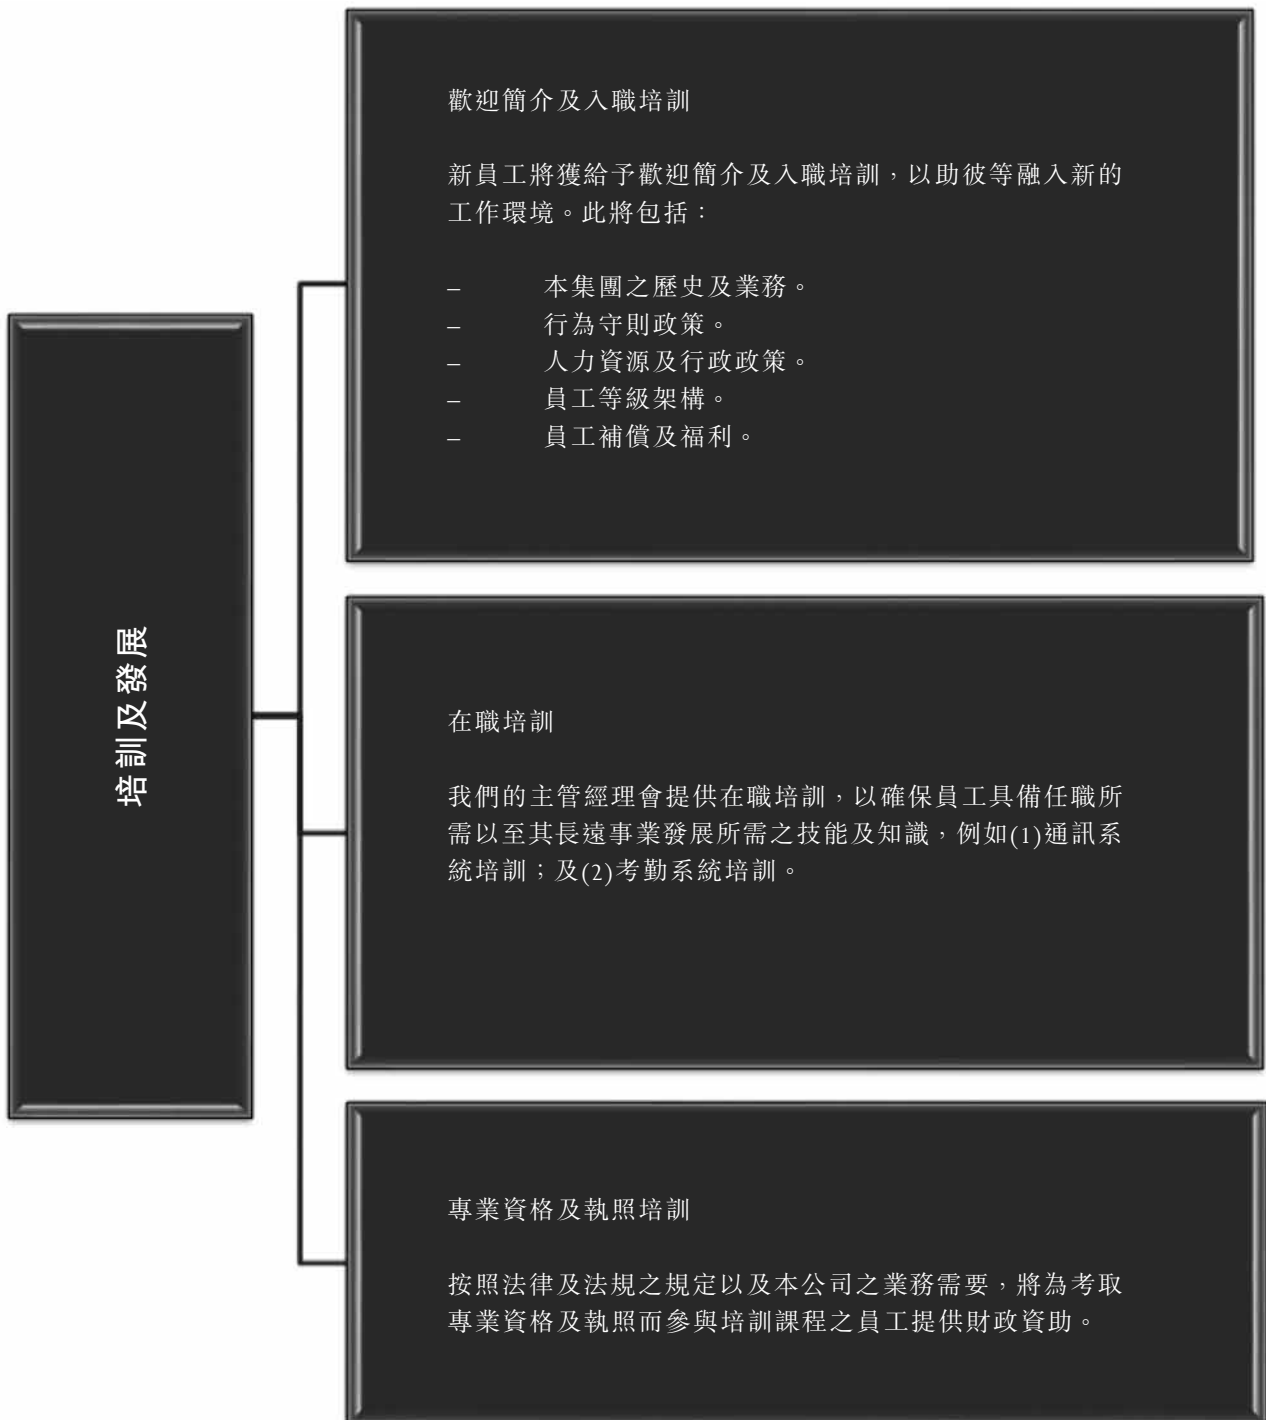 培訓及發展
歡迎簡介及入職培訓
新員工將獲給予歡迎簡介及入職培訓，以助彼等融入新的
工作環境。此將包括：
– 本集團之歷史及業務。
– 行為守則政策。
– 人力資源及行政政策。
– 員工等級架構。
– 員工補償及福利。
在職培訓
我們的主管經理會提供在職培訓，以確保員工具備任職所
需以至其長遠事業發展所需之技能及知識，例如(1)通訊系
統培訓；及(2)考勤系統培訓。
專業資格及執照培訓
按照法律及法規之規定以及本公司之業務需要，將為考取
專業資格及執照而參與培訓課程之員工提供財政資助。